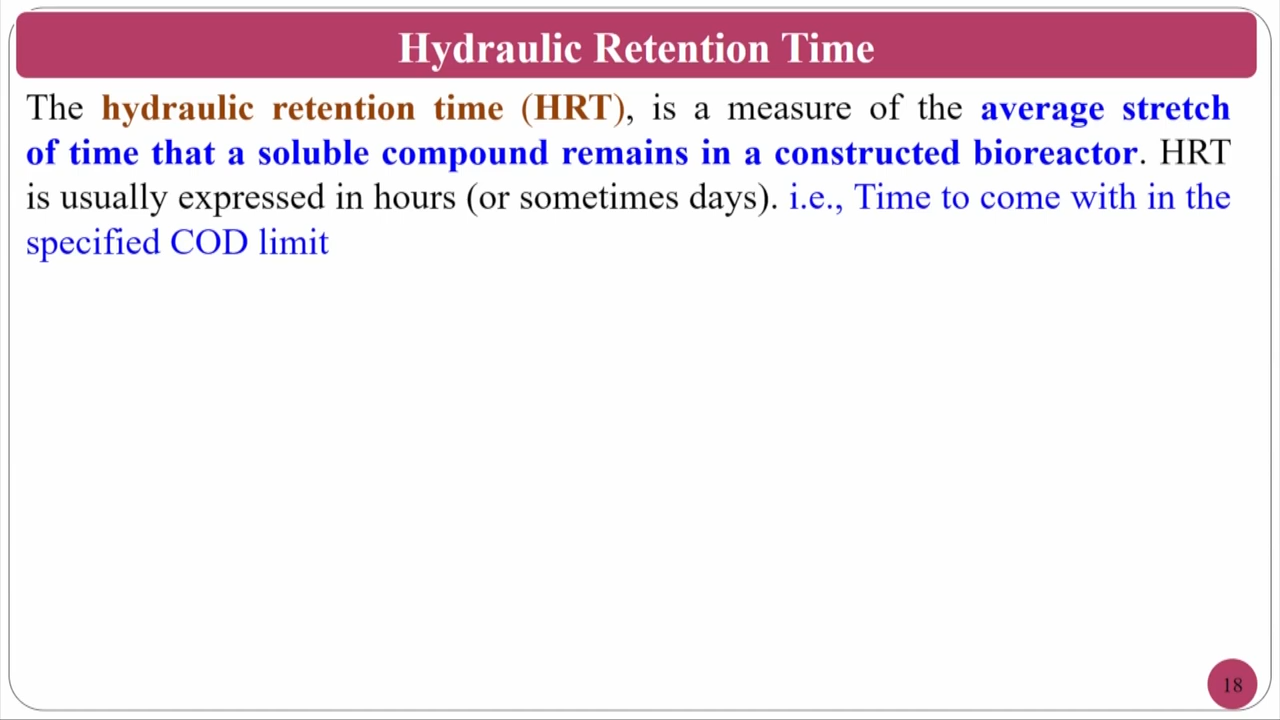 Hydraulic Retention Time
The hydraulic retention time (HRT), is a measure of the average stretch
of time that a soluble compound remains in a constructed bioreactor. HRT
is usually expressed in hours (or sometimes days). i.e., Time to come with in the
specified COD limit
18